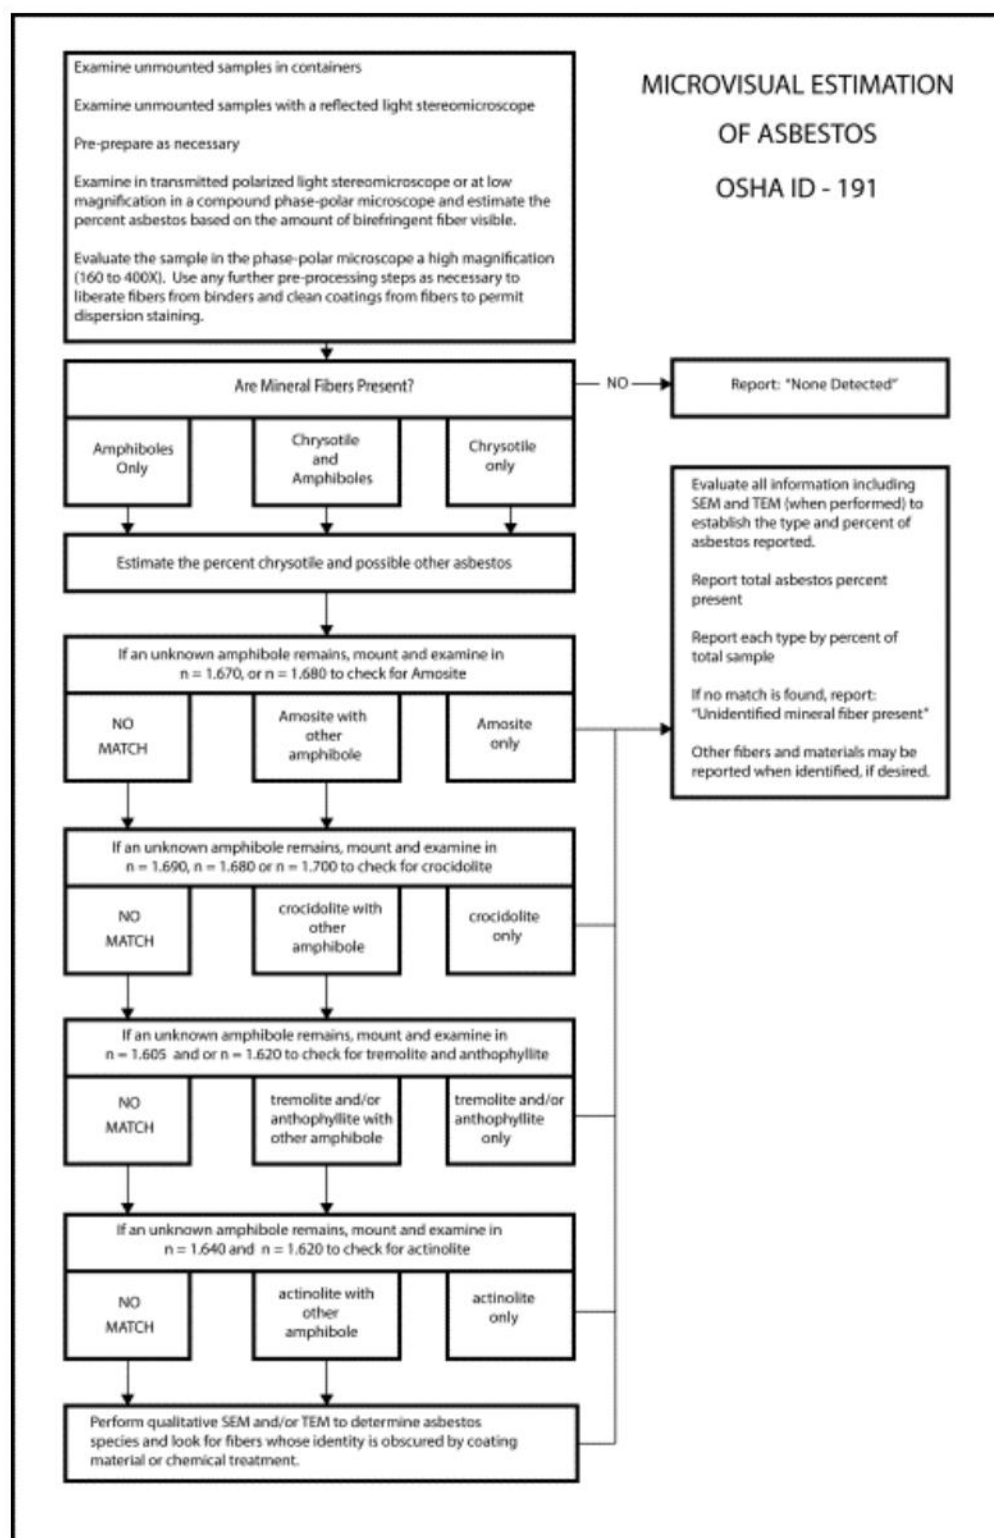 MICROVISUAL ESTIMATION
OF ASBESTOS
OSHA ID - 191
Examine unmounted samples in containers
Examine unmounted samples with a reflected light stereomicroscope
Pre-prepare as necessary
Examine in transmitted polarized light stereomicroscope or at low
magnification in a compound phase-polar microscope and estimate the
percent asbestos based on the amount of birefringent fiber visible.
Evaluate the sample in the phase-polar microscope a high magnification
(160 to 400X). Use any further pre-processing steps as necessary to
liberate fibers from binders and clean coatings from fibers to permit
dispersion staining.
Are Mineral Fibers Present?
NO
Report: "None Detected"
Amphiboles
Only
Chrysotile
and
Amphiboles
Chrysotile
only
Estimate the percent chrysotile and possible other asbestos
If an unknown amphibole remains, mount and examine in
n = 1.670, or n = 1.680 to check for Amosite
NO
MATCH
Amosite with
other
amphibole
Amosite
only
If an unknown amphibole remains, mount and examine in
n = 1.690, n = 1.680 or n = 1.700 to check for crocidolite
NO
MATCH
crocidolite with
other
amphibole
crocidolite
only
If an unknown amphibole remains, mount and examine in
n = 1.605 and or n = 1.620 to check for tremolite and anthophyllite
NO
MATCH
tremolite and/or
anthophyllite with
other amphibole
tremolite and/or
anthophyllite
only
If an unknown amphibole remains, mount and examine in
n = 1.640 and n = 1.620 to check for actinolite
NO
MATCH
actinolite with
other
amphibole
actinolite
only
Perform qualitative SEM and/or TEM to determine asbestos
species and look for fibers whose identity is obscured by coating
material or chemical treatment.
Evaluate all information including
SEM and TEM (when performed) to
establish the type and percent of
asbestos reported.
Report total asbestos percent
present
Report each type by percent of
total sample
If no match is found, report:
"Unidentified mineral fiber present"
Other fibers and materials may be
reported when identified, if desired.